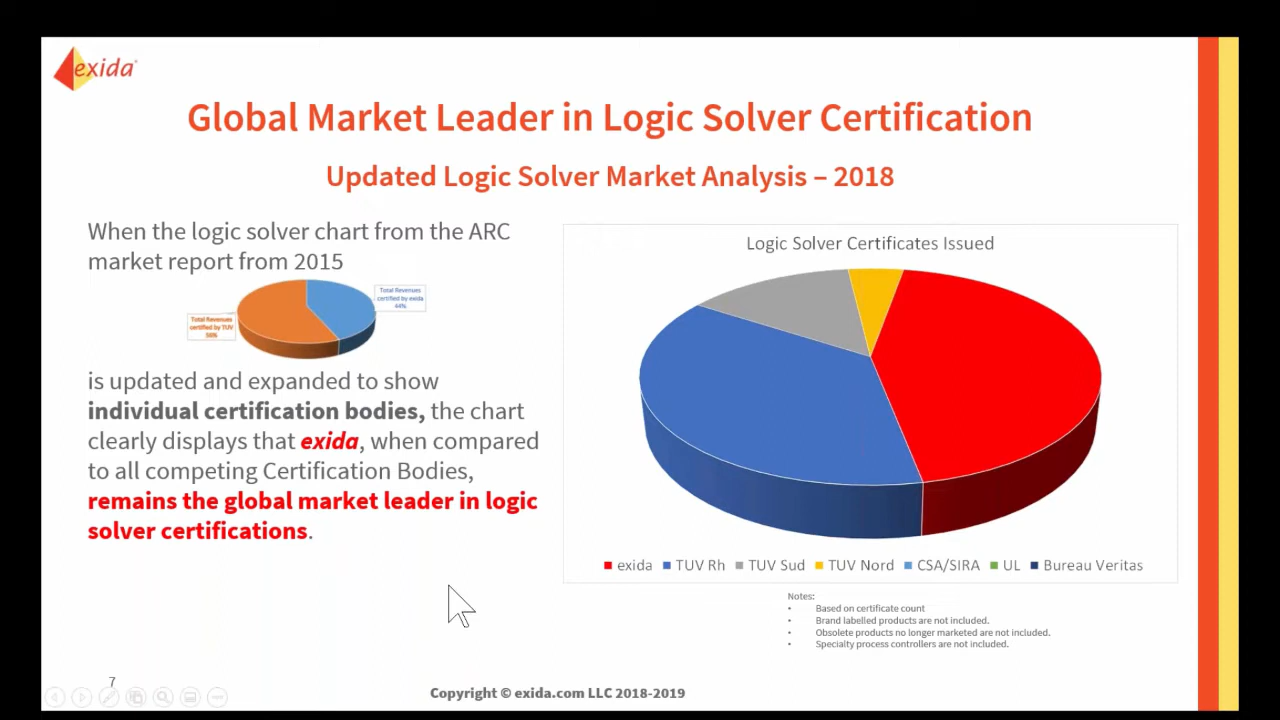 exida
Global Market Leader in Logic Solver Certification
Updated Logic Solver Market Analysis – 2018
When the logic solver chart from the ARC
market report from 2015
Total Revenues
certified by exida
44%
Total Revenues
certified by TUV
56%
is updated and expanded to show
individual certification bodies, the chart
clearly displays that exida, when compared
to all competing Certification Bodies,
remains the global market leader in logic
solver certifications.
Logic Solver Certificates Issued
exida TUV Rh TUV Sud TUV Nord CSA/SIRA UL Bureau Veritas
Notes:
• Based on certificate count
• Brand labelled products are not included.
• Obsolete products no longer marketed are not included.
• Specialty process controllers are not included.
7
Copyright © exida.com LLC 2018-2019